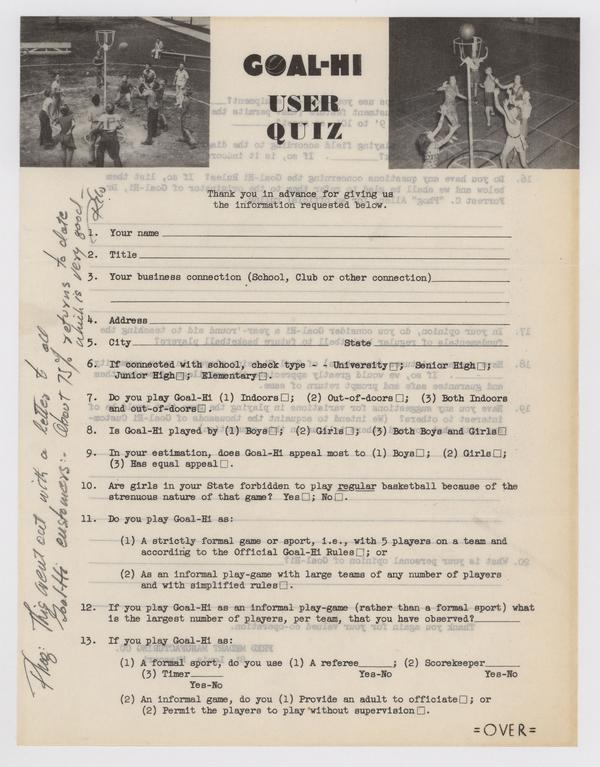 GOAL-HI
USER
QUIZ
Thank you in advance for giving us
the information requested below.
1. Your name
2. Title
3. Your business connection (School, Club or other connection)
4. Address
5. City State
6. If connected with school, check type - University□; Senior High□;
Junior High□; Elementary□.
7. Do you play Goal-Hi (1) Indoors□; (2) Out-of-doors□; (3) Both Indoors
and out-of-doors□.
8. Is Goal-Hi played by (1) Boys□; (2) Girls□; (3) Both Boys and Girls□
9. In your estimation, does Goal-Hi appeal most to (1) Boys□; (2) Girls□;
(3) Has equal appeal□.
10. Are girls in your State forbidden to play regular basketball because of the
strenuous nature of that game? Yes□; No□.
11. Do you play Goal-Hi as:
(1) A strictly formal game or sport, i.e., with 5 players on a team and
according to the Official Goal-Hi Rules□; or
(2) As an informal play-game with large teams of any number of players
and with simplified rules□.
12. If you play Goal-Hi as an informal play-game (rather than a formal sport) what
is the largest number of players, per team, that you have observed?
13. If you play Goal-Hi as:
(1) A formal sport, do you use (1) A referee ; (2) Scorekeeper
(3) Timer Yes-No Yes-No
Yes-No
(2) An informal game, do you (1) Provide an adult to officiate□; or
(2) Permit the players to play without supervision□.
=OVER=
Phog: This went out with a letter to all
Goal-Hi customers:- About 75% returns to date
which is very good -